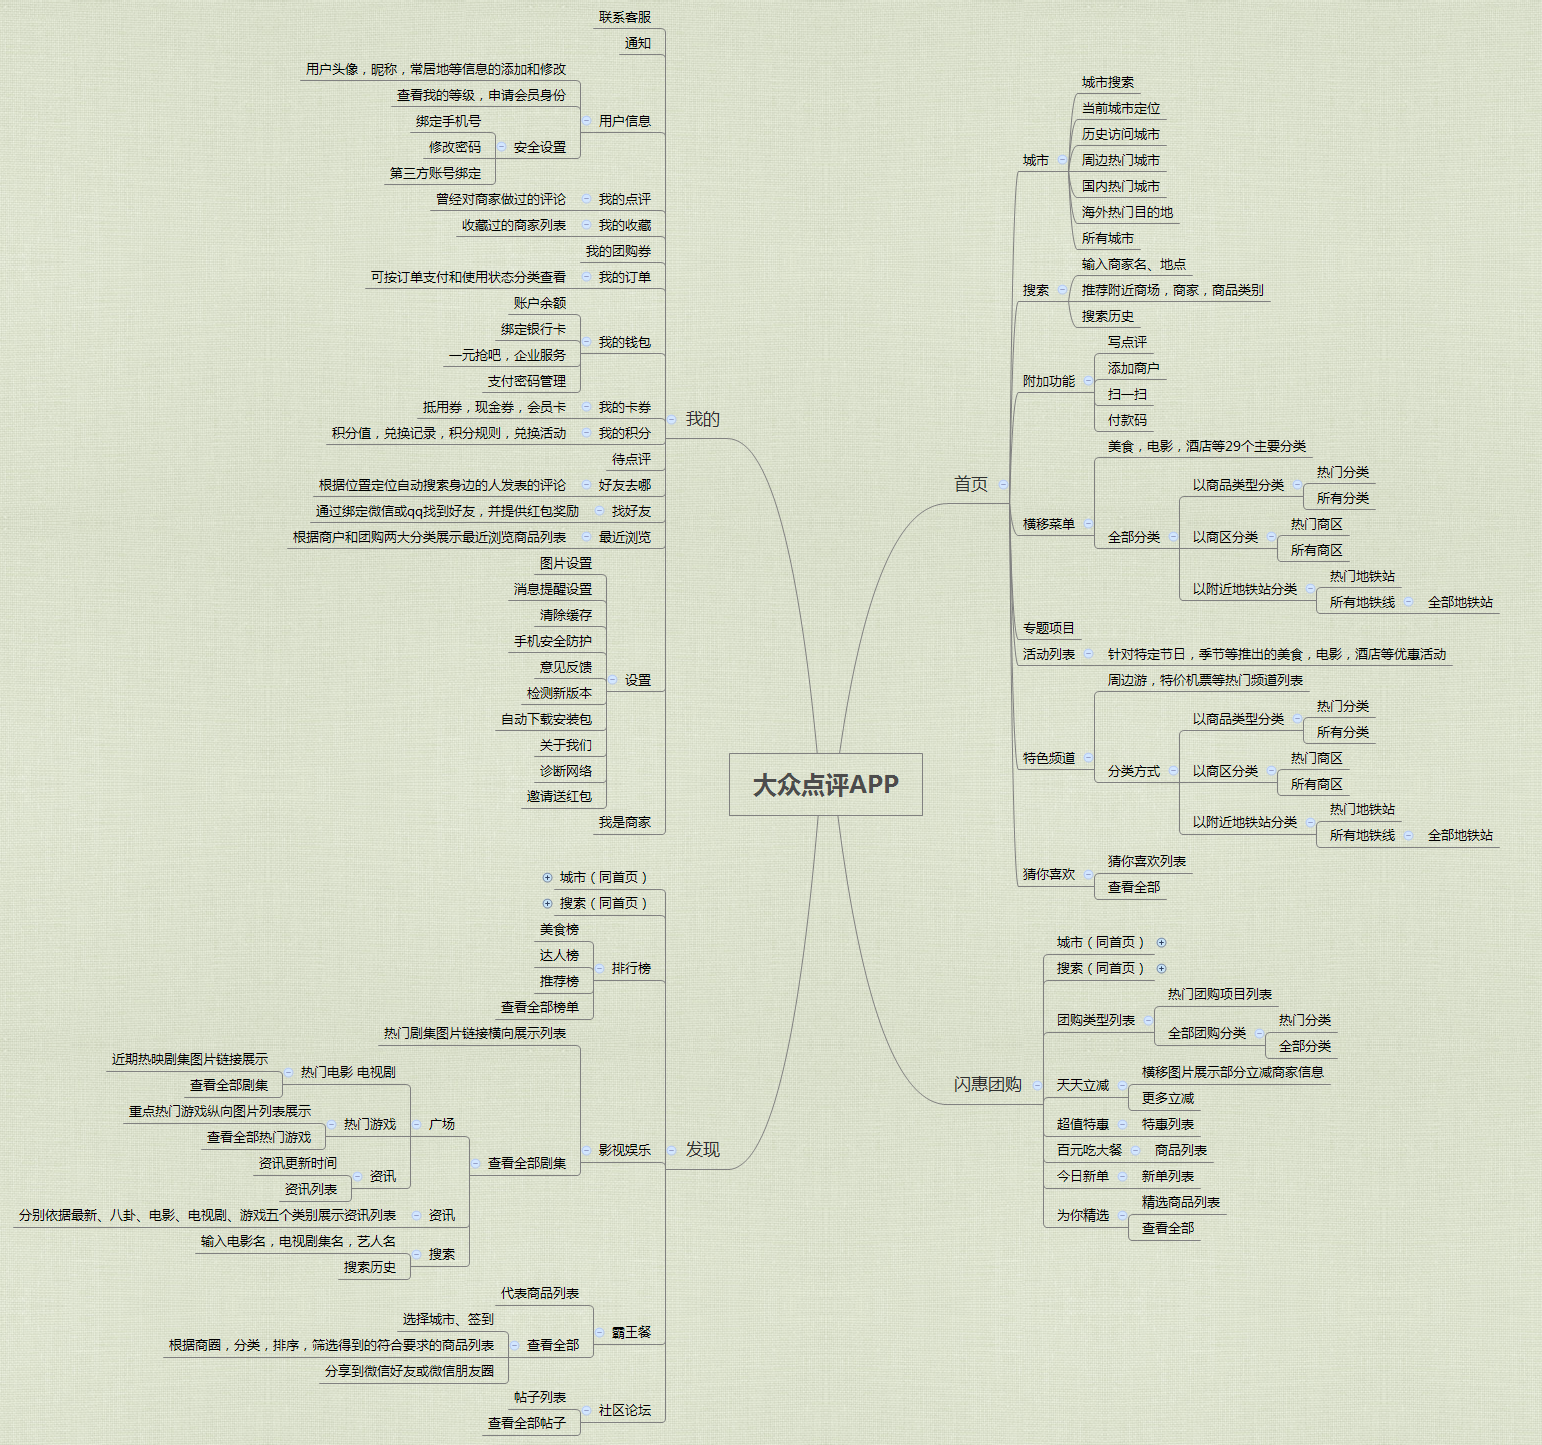 大众点评APP
首页
城市
城市搜索
当前城市定位
历史访问城市
周边热门城市
国内热门城市
海外热门目的地
所有城市
搜索
输入商家名、地点
推荐附近商场，商家，商品类别
搜索历史
附加功能
写点评
添加商户
扫一扫
付款码
横移菜单
美食，电影，酒店等29个主要分类
全部分类
以商品类型分类
热门分类
所有分类
以商区分类
热门商区
所有商区
以附近地铁站分类
热门地铁站
所有地铁线
全部地铁站
专题项目
活动列表
针对特定节日，季节等推出的美食，电影，酒店等优惠活动
特色频道
周边游，特价机票等热门频道列表
分类方式
以商品类型分类
热门分类
所有分类
以商区分类
热门商区
所有商区
以附近地铁站分类
热门地铁站
所有地铁线
全部地铁站
猜你喜欢
猜你喜欢列表
查看全部
闪惠团购
城市（同首页）
搜索（同首页）
团购类型列表
热门团购项目列表
全部团购分类
热门分类
全部分类
天天立减
横移图片展示部分立减商家信息
更多立减
超值特惠
特惠列表
百元吃大餐
商品列表
今日新单
新单列表
为你精选
精选商品列表
查看全部
我的
联系客服
通知
用户信息
用户头像，昵称，常居地等信息的添加和修改
查看我的等级，申请会员身份
安全设置
绑定手机号
修改密码
第三方账号绑定
我的点评
曾经对商家做过的评论
我的收藏
收藏过的商家列表
我的团购券
我的订单
可按订单支付和使用状态分类查看
我的钱包
账户余额
绑定银行卡
一元抢吧，企业服务
支付密码管理
我的卡券
抵用券，现金券，会员卡
我的积分
积分值，兑换记录，积分规则，兑换活动
待点评
好友去哪
根据位置定位自动搜索身边的人发表的评论
找好友
通过绑定微信或qq找到好友，并提供红包奖励
最近浏览
根据商户和团购两大分类展示最近浏览商品列表
设置
图片设置
消息提醒设置
清除缓存
手机安全防护
意见反馈
检测新版本
自动下载安装包
关于我们
诊断网络
邀请送红包
我是商家
发现
城市（同首页）
搜索（同首页）
排行榜
美食榜
达人榜
推荐榜
查看全部榜单
影视娱乐
热门剧集图片链接横向展示列表
查看全部剧集
广场
热门电影 电视剧
近期热映剧集图片链接展示
查看全部剧集
热门游戏
重点热门游戏纵向图片列表展示
查看全部热门游戏
资讯
资讯更新时间
资讯列表
资讯
分别依据最新、八卦、电影、电视剧、游戏五个类别展示资讯列表
搜索
输入电影名，电视剧集名，艺人名
搜索历史
霸王餐
代表商品列表
查看全部
选择城市、签到
根据商圈，分类，排序，筛选得到的符合要求的商品列表
分享到微信好友或微信朋友圈
社区论坛
帖子列表
查看全部帖子